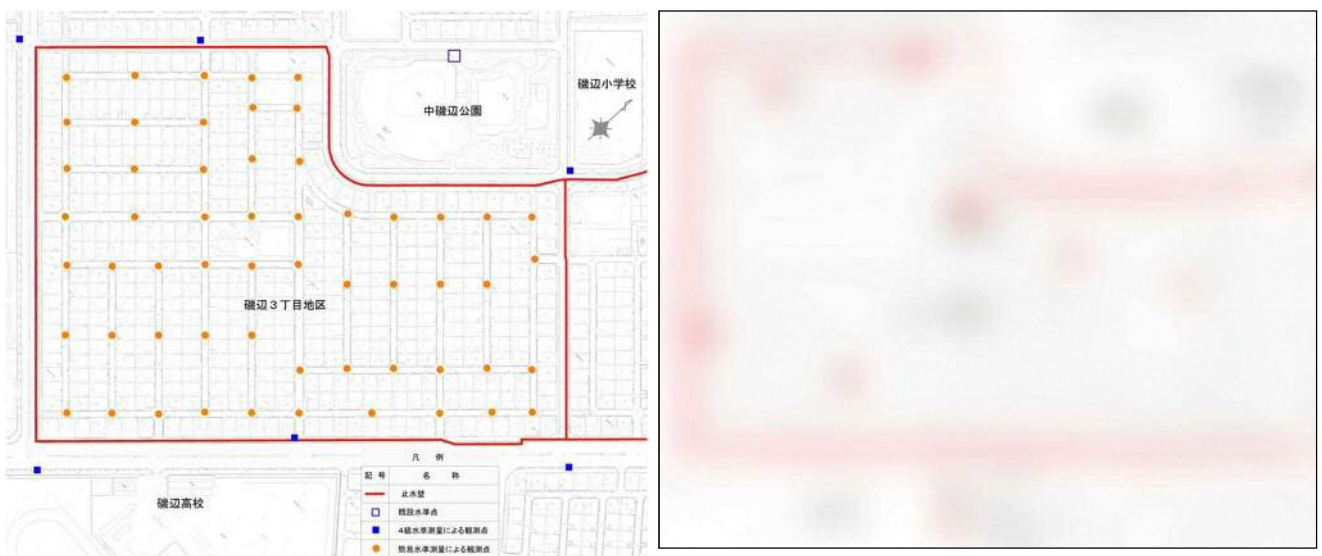 磯辺小学校
中磯辺公園
磯辺3丁目地区
磯辺高校
凡 例
記 号 名 称
止水壁
既設水準点
4級水準測量による観測点
簡易水準測量による観測点